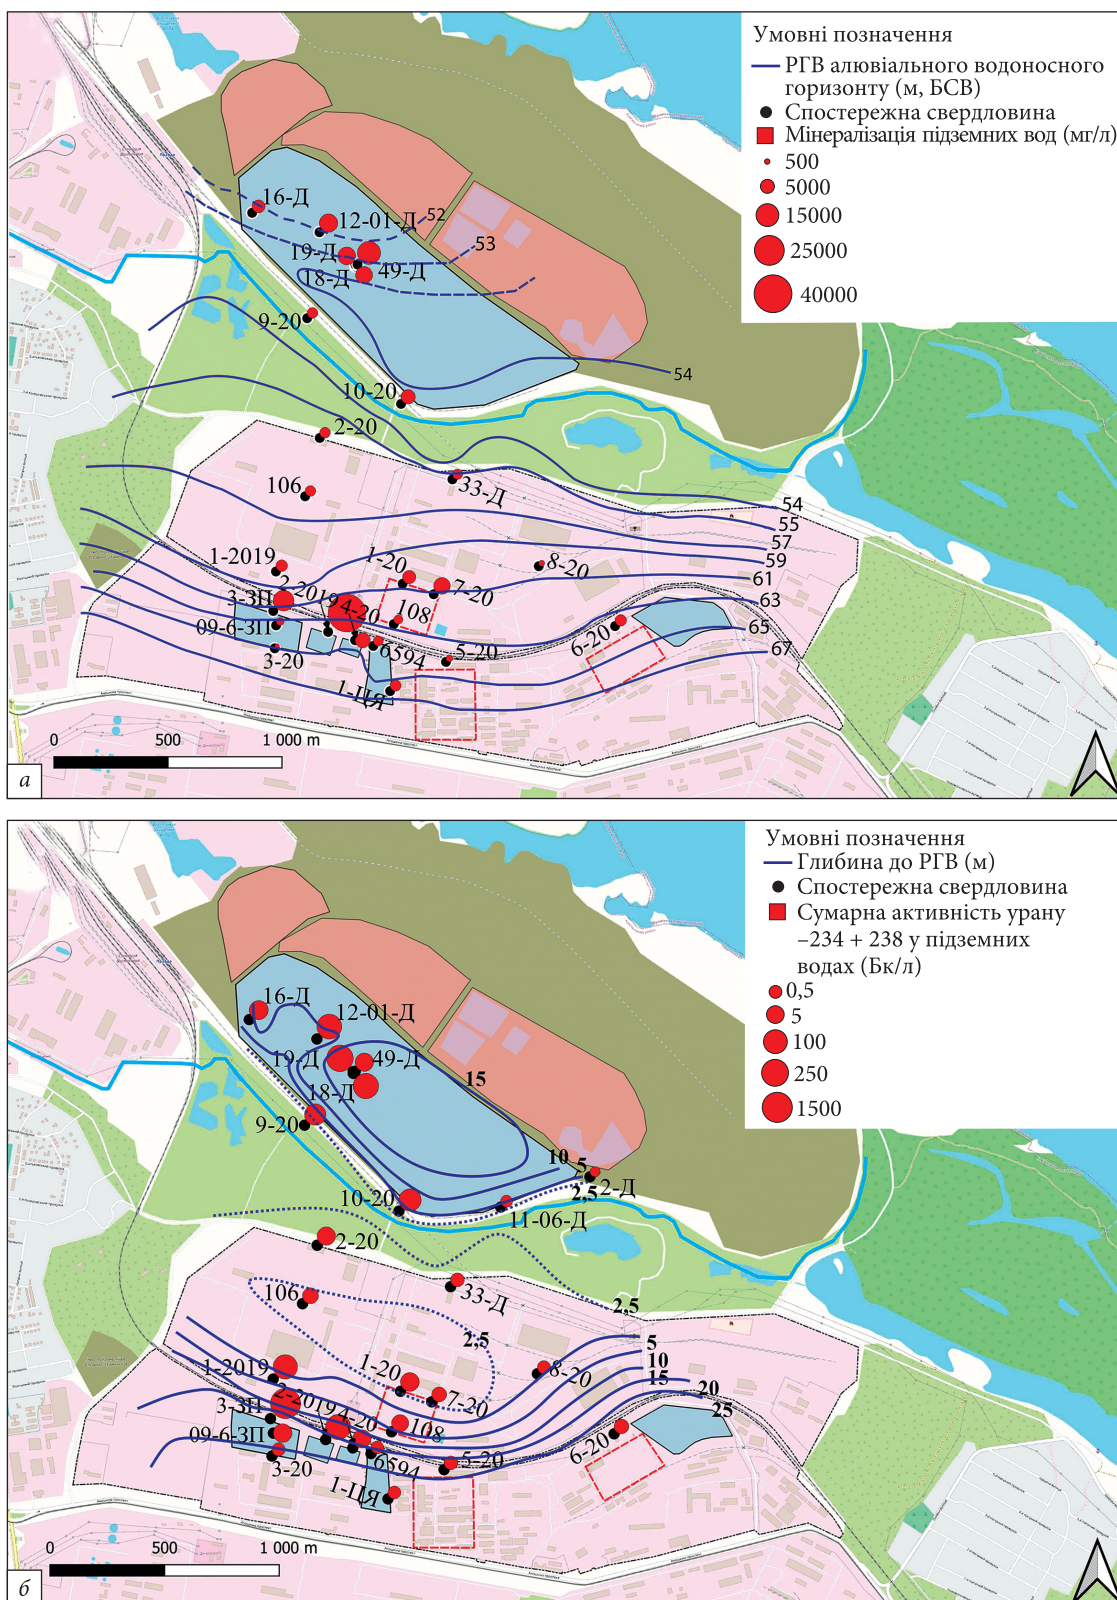 Умовні позначення
РГВ алювіального водоносного
горизонту (м, БСВ)
Спостережна свердловина
Мінералізація підземних вод (мг/л)
500
5000
15000
25000
40000
16-Д
12-01-Д
52
19-Д
53
49-Д
18-Д
9-20
54
10-20
2-20
106
33-Д
54
55
57
59
61
63
65
67
1-2019
1-20
7-20
8-20
2-2019
3-ЗП
4-20
108
09-6-ЗП
6594
5-20
6-20
3-20
1-ЦЯ
0 500 1 000 m
а
Умовні позначення
Глибина до РГВ (м)
Спостережна свердловина
Сумарна активність урану
–234 + 238 у підземних
водах (Бк/л)
0,5
5
100
250
1500
16-Д
12-01-Д
19-Д
49-Д
15
18-Д
9-20
10 5
2-Д
2,5
10-20
11-06-Д
2-20
33-Д
106
2,5
2,5
5
10
15
20
25
1-2019
1-20
7-20
8-20
2-2019
3-ЗП
4-20
108
09-6-ЗП
6594
5-20
6-20
3-20
1-ЦЯ
0 500 1 000 m
б